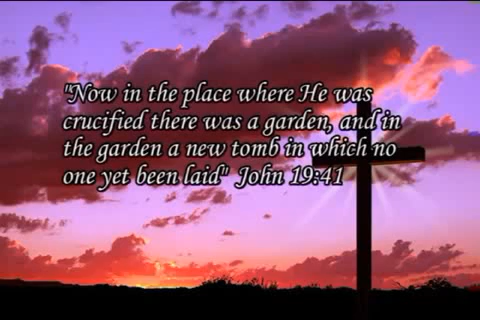 "Now in the place where He was
crucified there was a garden, and in
the garden a new tomb in which no
one yet been laid" John 19:41